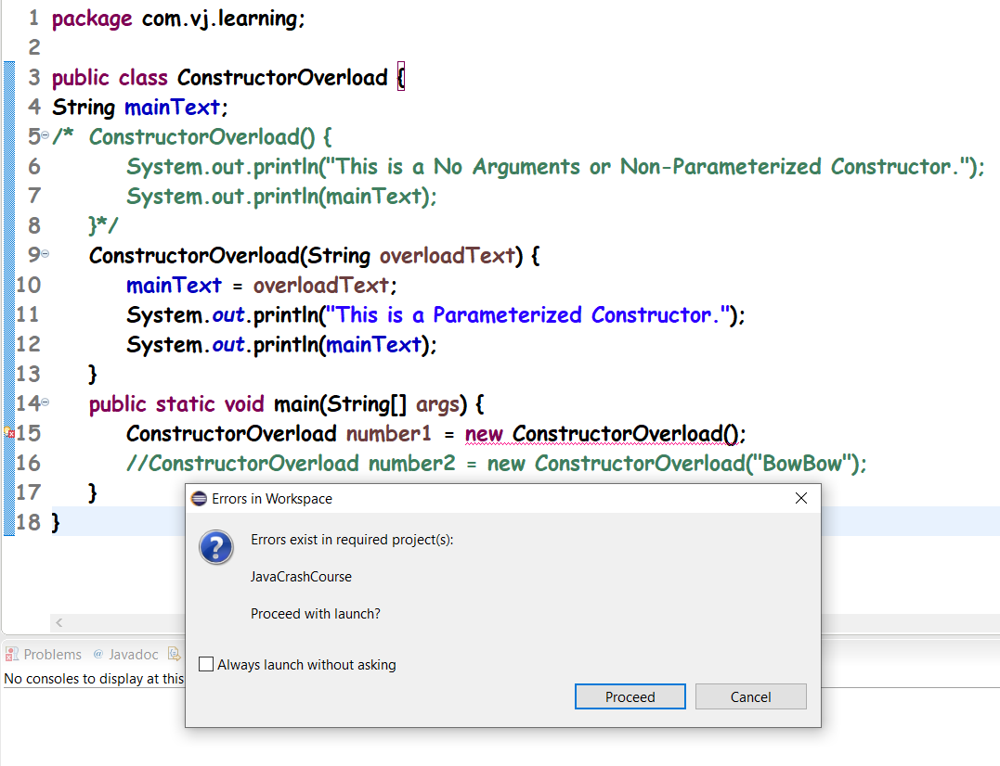 1 package com.vj.learning;
2
3 public class ConstructorOverload {
4 String mainText;
5 /* ConstructorOverload() {
6 System.out.println("This is a No Arguments or Non-Parameterized Constructor.");
7 System.out.println(mainText);
8 }*/
9 ConstructorOverload(String overloadText) {
10 mainText = overloadText;
11 System.out.println("This is a Parameterized Constructor.");
12 System.out.println(mainText);
13 }
14 public static void main(String[] args) {
15 ConstructorOverload number1 = new ConstructorOverload();
16 //ConstructorOverload number2 = new ConstructorOverload("BowBow");
17 }
18 }
Errors in Workspace
Errors exist in required project(s):
JavaCrashCourse
Proceed with launch?
Always launch without asking
Proceed Cancel
Problems @ Javadoc
No consoles to display at this